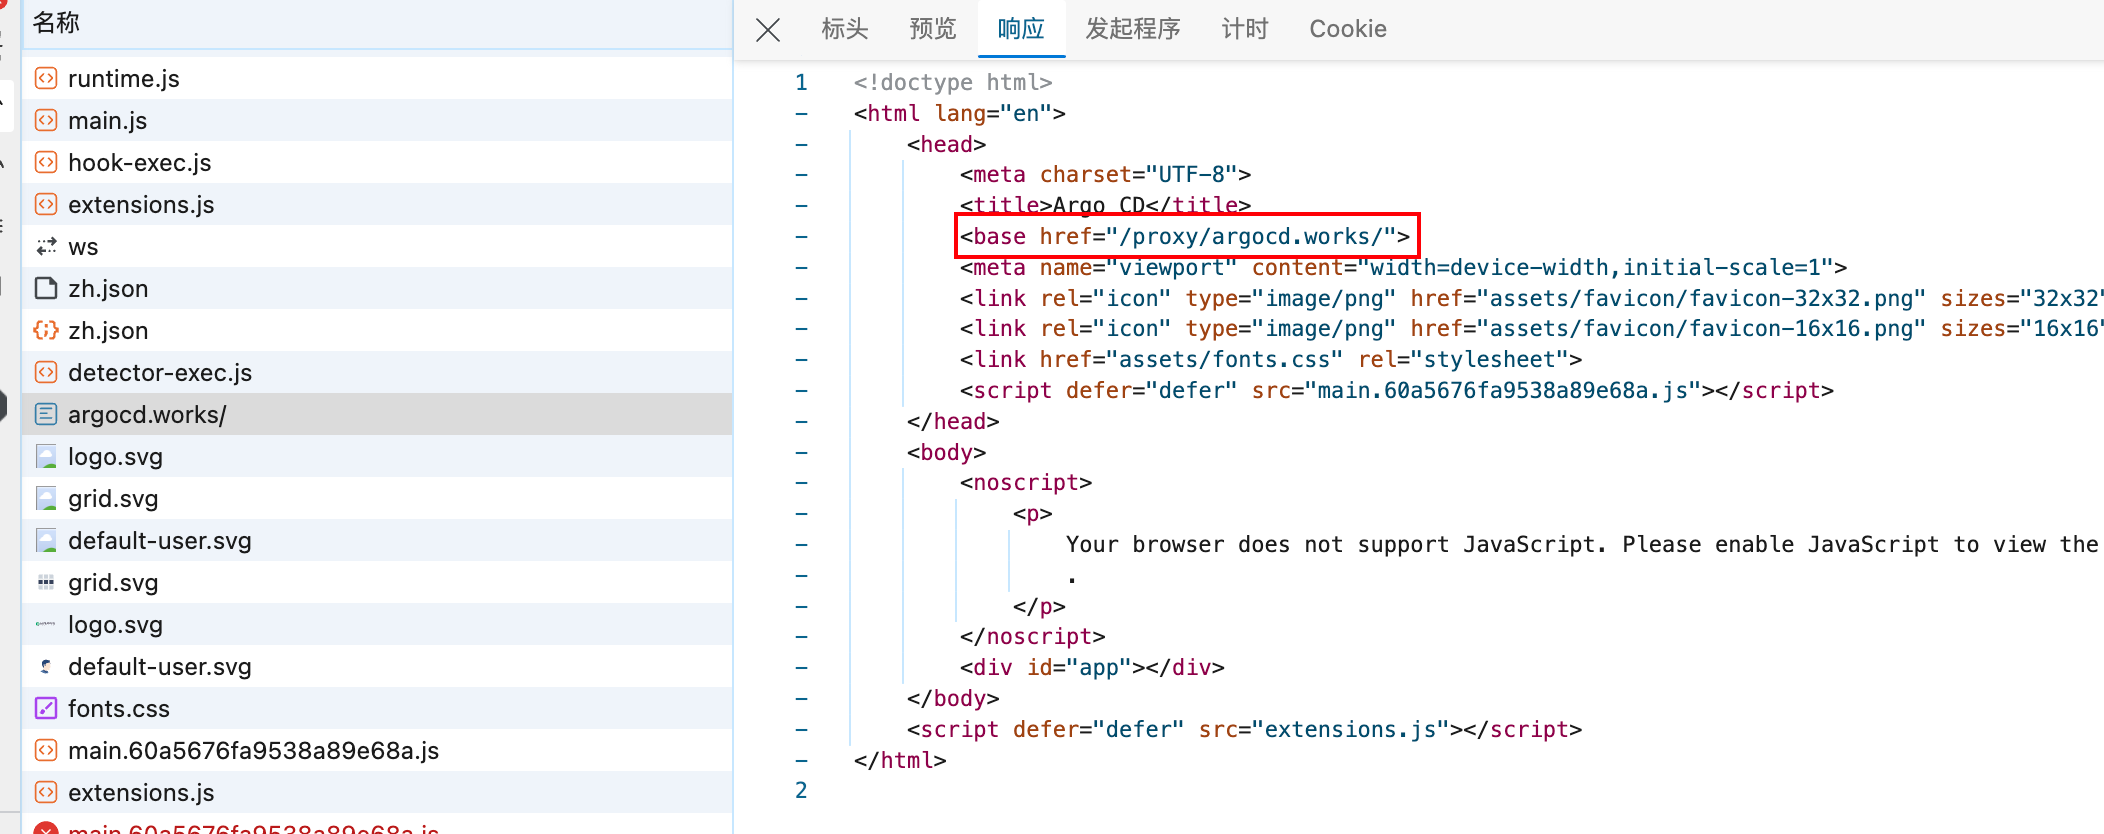 名称
runtime.js
main.js
hook-exec.js
extensions.js
ws
zh.json
zh.json
detector-exec.js
argocd.works/
logo.svg
grid.svg
default-user.svg
grid.svg
logo.svg
default-user.svg
fonts.css
main.60a5676fa9538a89e68a.js
extensions.js
main.60a5676fa9538a89e68a.js
标头 预览 响应 发起程序 计时 Cookie
1 <!doctype html>
- <html lang="en">
- <head>
- <meta charset="UTF-8">
- <title>Argo CD</title>
- <base href="/proxy/argocd.works/">
- <meta name="viewport" content="width=device-width,initial-scale=1">
- <link rel="icon" type="image/png" href="assets/favicon/favicon-32x32.png" sizes="32x32"
- <link rel="icon" type="image/png" href="assets/favicon/favicon-16x16.png" sizes="16x16"
- <link href="assets/fonts.css" rel="stylesheet">
- <script defer="defer" src="main.60a5676fa9538a89e68a.js"></script>
- </head>
- <body>
- <noscript>
- <p>
- Your browser does not support JavaScript. Please enable JavaScript to view the
- .
- </p>
- </noscript>
- <div id="app"></div>
- </body>
- <script defer="defer" src="extensions.js"></script>
- </html>
2